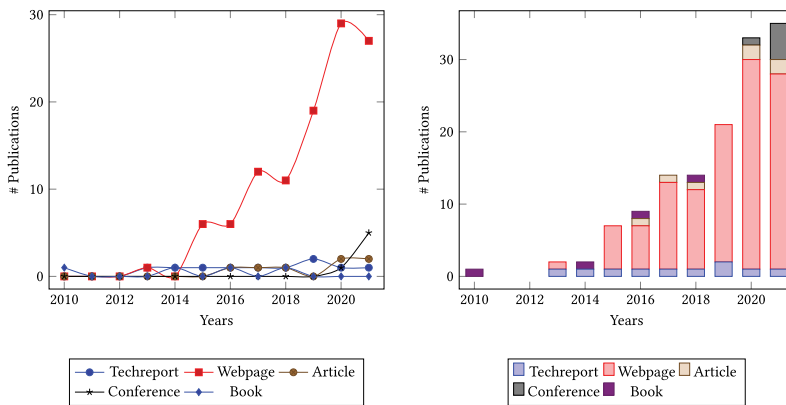 30
20
10
0
2010 2012 2014 2016 2018 2020
Years
# Publications
Techreport Webpage Article
Conference Book
30
20
10
0
2010 2012 2014 2016 2018 2020
Years
# Publications
Techreport Webpage Article
Conference Book